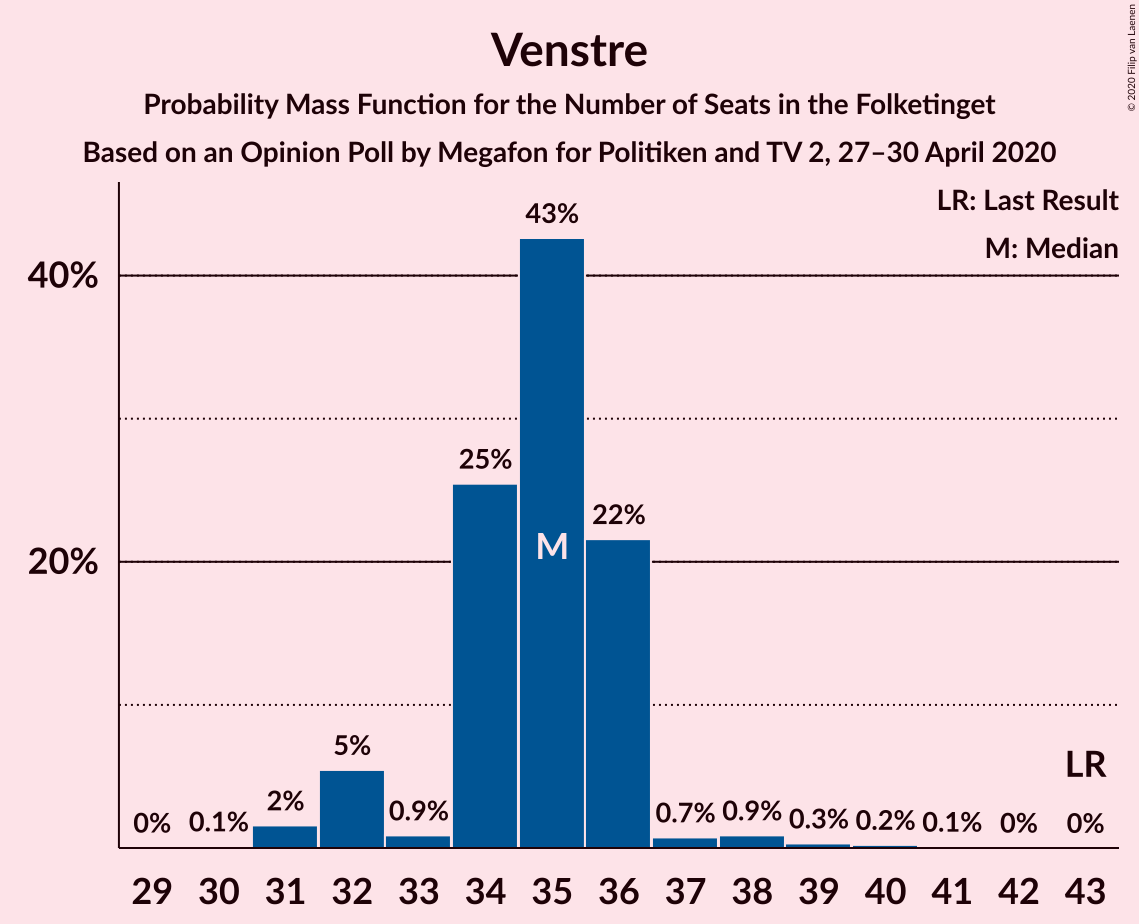 Venstre
Probability Mass Function for the Number of Seats in the Folketinget
Based on an Opinion Poll by Megafon for Politiken and TV 2, 27–30 April 2020
© 2020 Filip van Laenen
LR: Last Result
M: Median
43%
40%
25%
22%
M
20%
5%
LR
2%
0% 0.1% 0.9% 0.7% 0.9% 0.3% 0.2% 0.1% 0% 0%
29 30 31 32 33 34 35 36 37 38 39 40 41 42 43